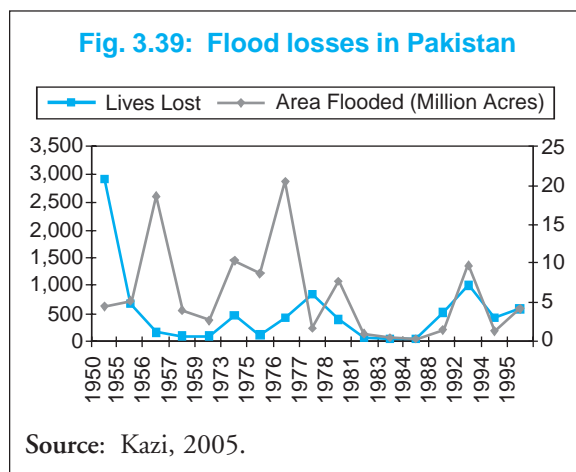 Fig. 3.39: Flood losses in Pakistan
Lives Lost Area Flooded (Million Acres)
3,500 25
3,000
2,500 20
2,000 15
1,500
1,000 10
500 5
0 0
1950 1955 1956 1957 1959 1973 1975 1976 1977 1978 1981 1983 1984 1988 1992 1994 1995
Source: Kazi, 2005.